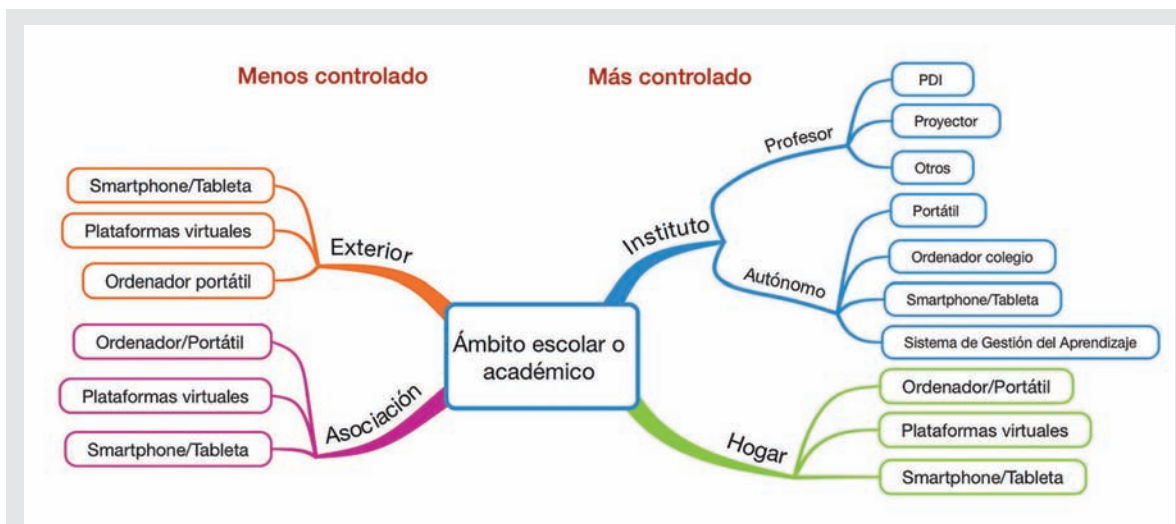 Menos controlado
Más controlado
Smartphone/Tableta
Plataformas virtuales
Ordenador portátil
Exterior
Ordenador/Portátil
Plataformas virtuales
Smartphone/Tableta
Asociación
Ámbito escolar o
académico
Instituto
Profesor
PDI
Proyector
Otros
Autónomo
Portátil
Ordenador colegio
Smartphone/Tableta
Sistema de Gestión del Aprendizaje
Hogar
Ordenador/Portátil
Plataformas virtuales
Smartphone/Tableta